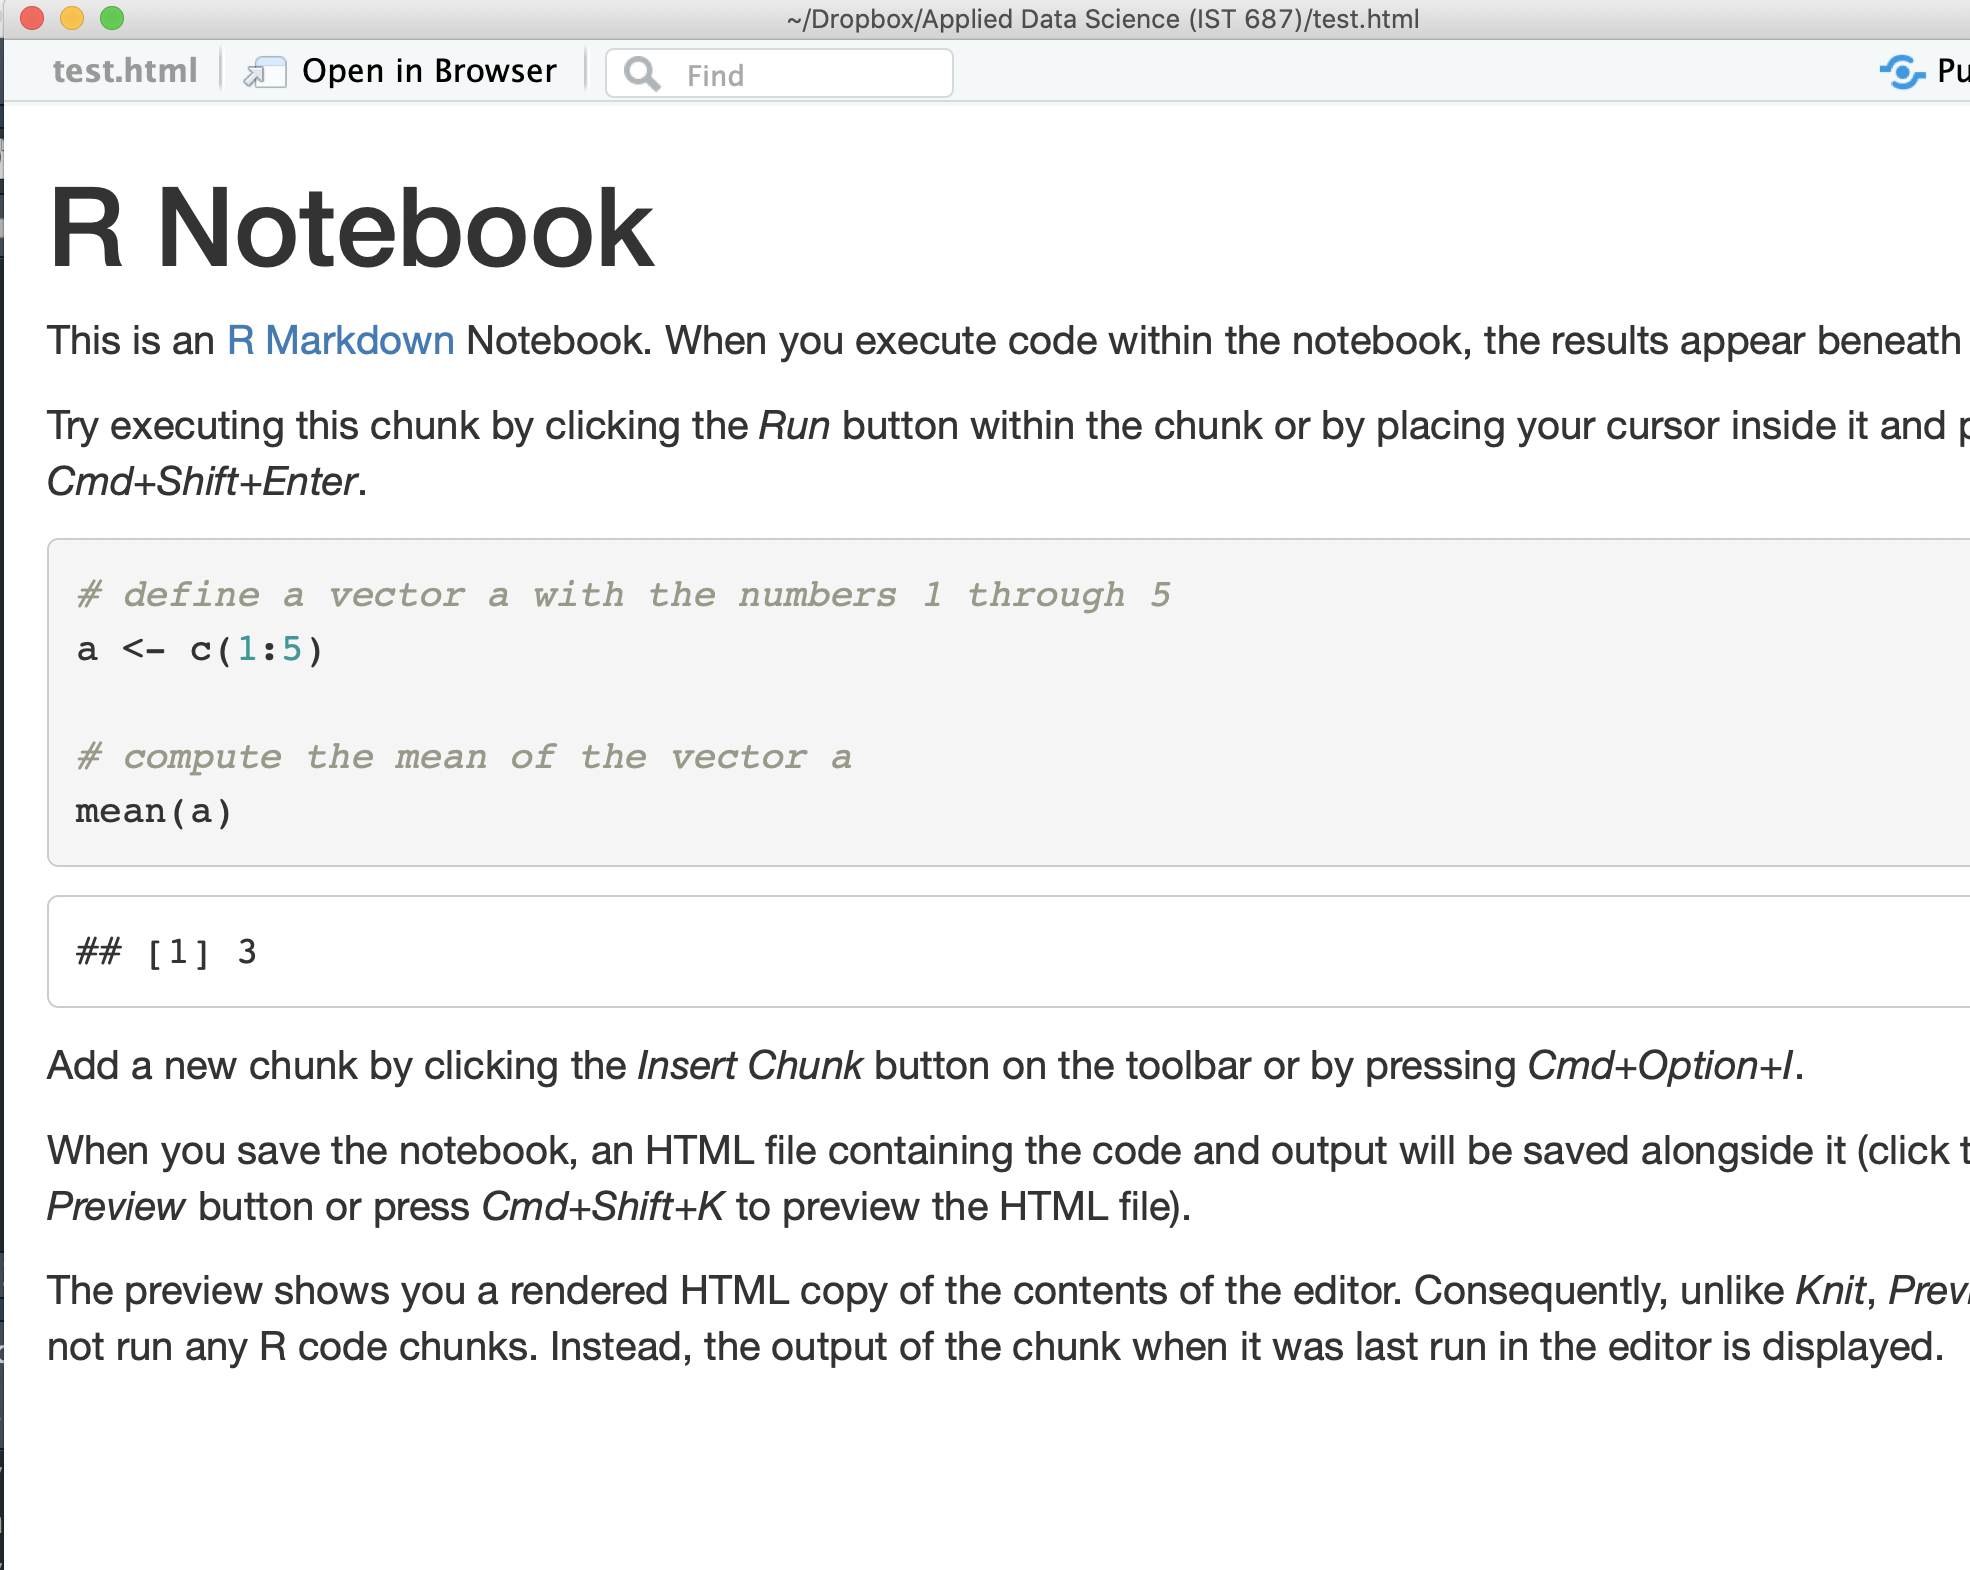 ~/Dropbox/Applied Data Science (IST 687)/test.html
test.html Open in Browser Find
R Notebook
This is an R Markdown Notebook. When you execute code within the notebook, the results appear beneath
Try executing this chunk by clicking the Run button within the chunk or by placing your cursor inside it and
Cmd+Shift+Enter.
# define a vector a with the numbers 1 through 5
a <- c(1:5)
# compute the mean of the vector a
mean(a)
## [1] 3
Add a new chunk by clicking the Insert Chunk button on the toolbar or by pressing Cmd+Option+I.
When you save the notebook, an HTML file containing the code and output will be saved alongside it (click
Preview button or press Cmd+Shift+K to preview the HTML file).
The preview shows you a rendered HTML copy of the contents of the editor. Consequently, unlike Knit,
not run any R code chunks. Instead, the output of the chunk when it was last run in the editor is displayed.